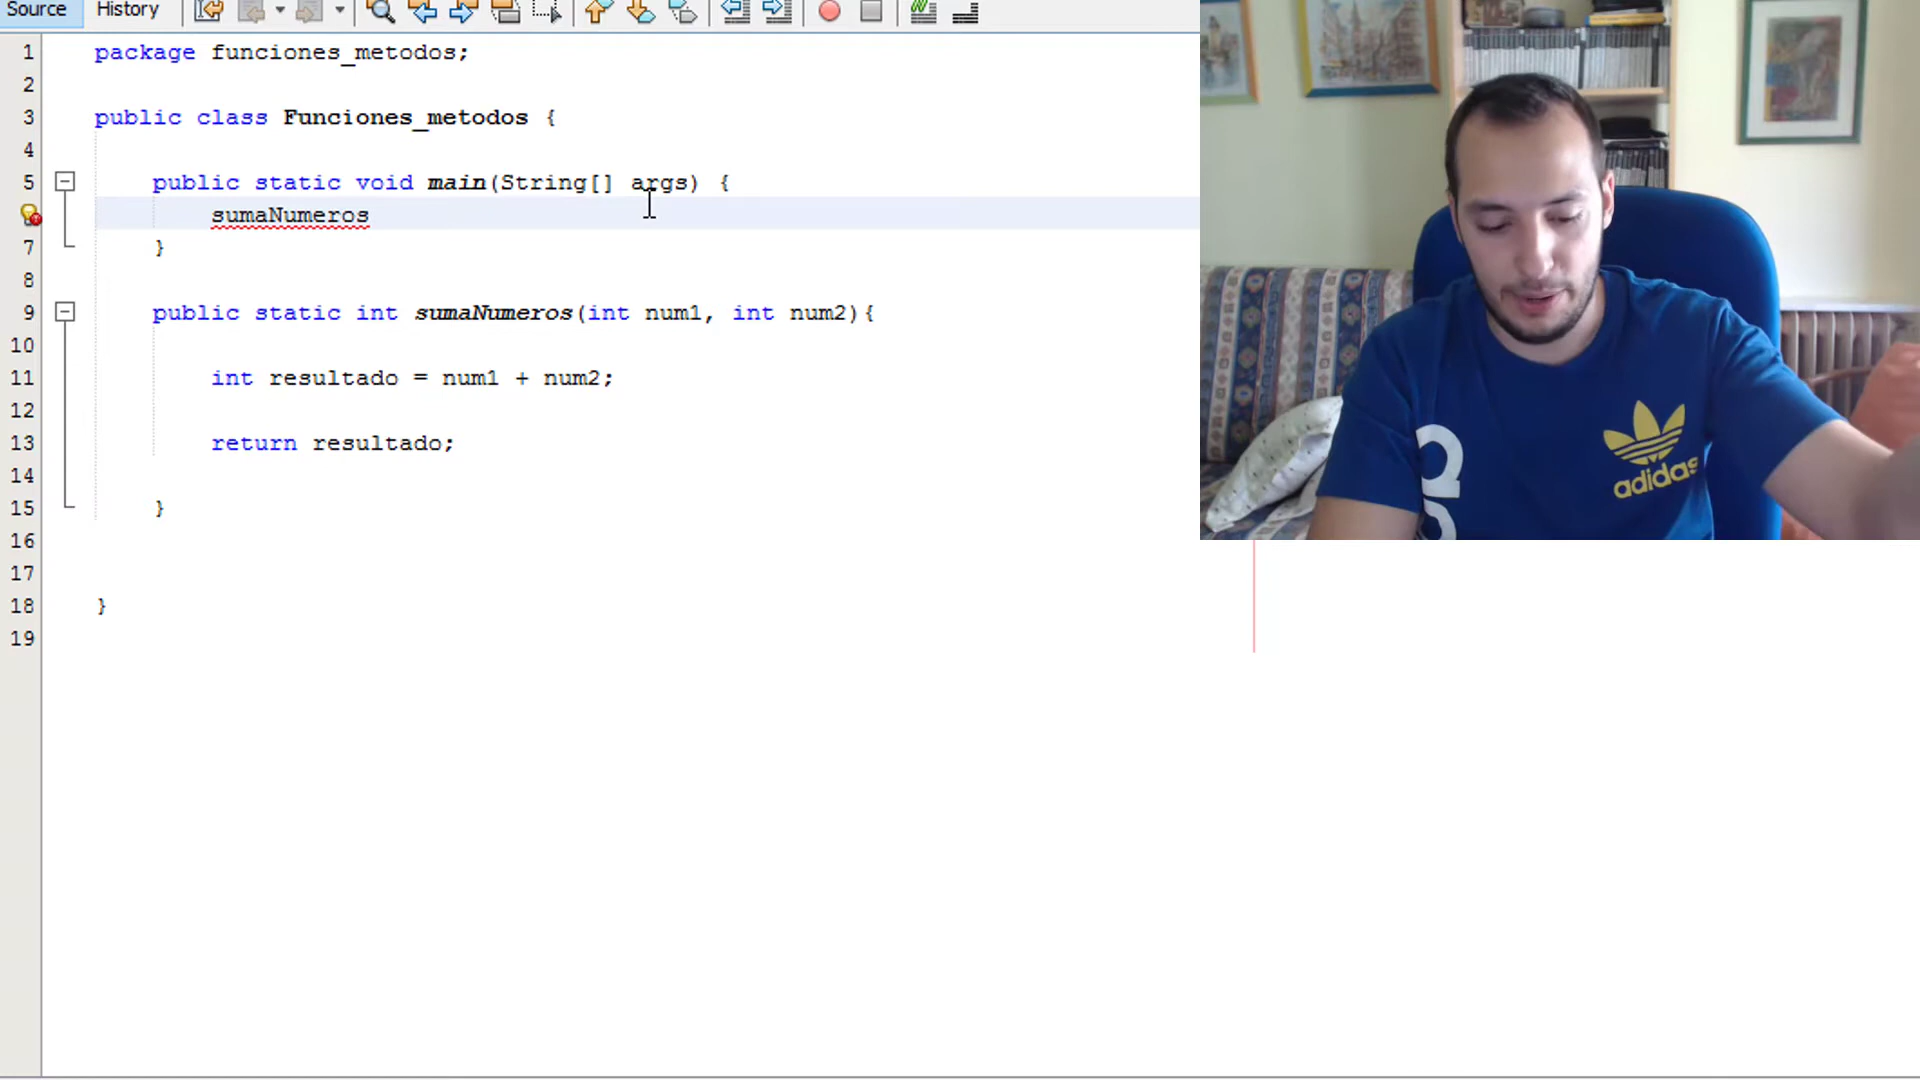 Source History
1 package funciones_metodos;
2
3 public class Funciones_metodos {
4
5 public static void main(String[] args) {
sumaNumeros
7 }
8
9 public static int sumaNumeros(int num1, int num2){
10
11 int resultado = num1 + num2;
12
13 return resultado;
14
15 }
16
17
18 }
19
adidas